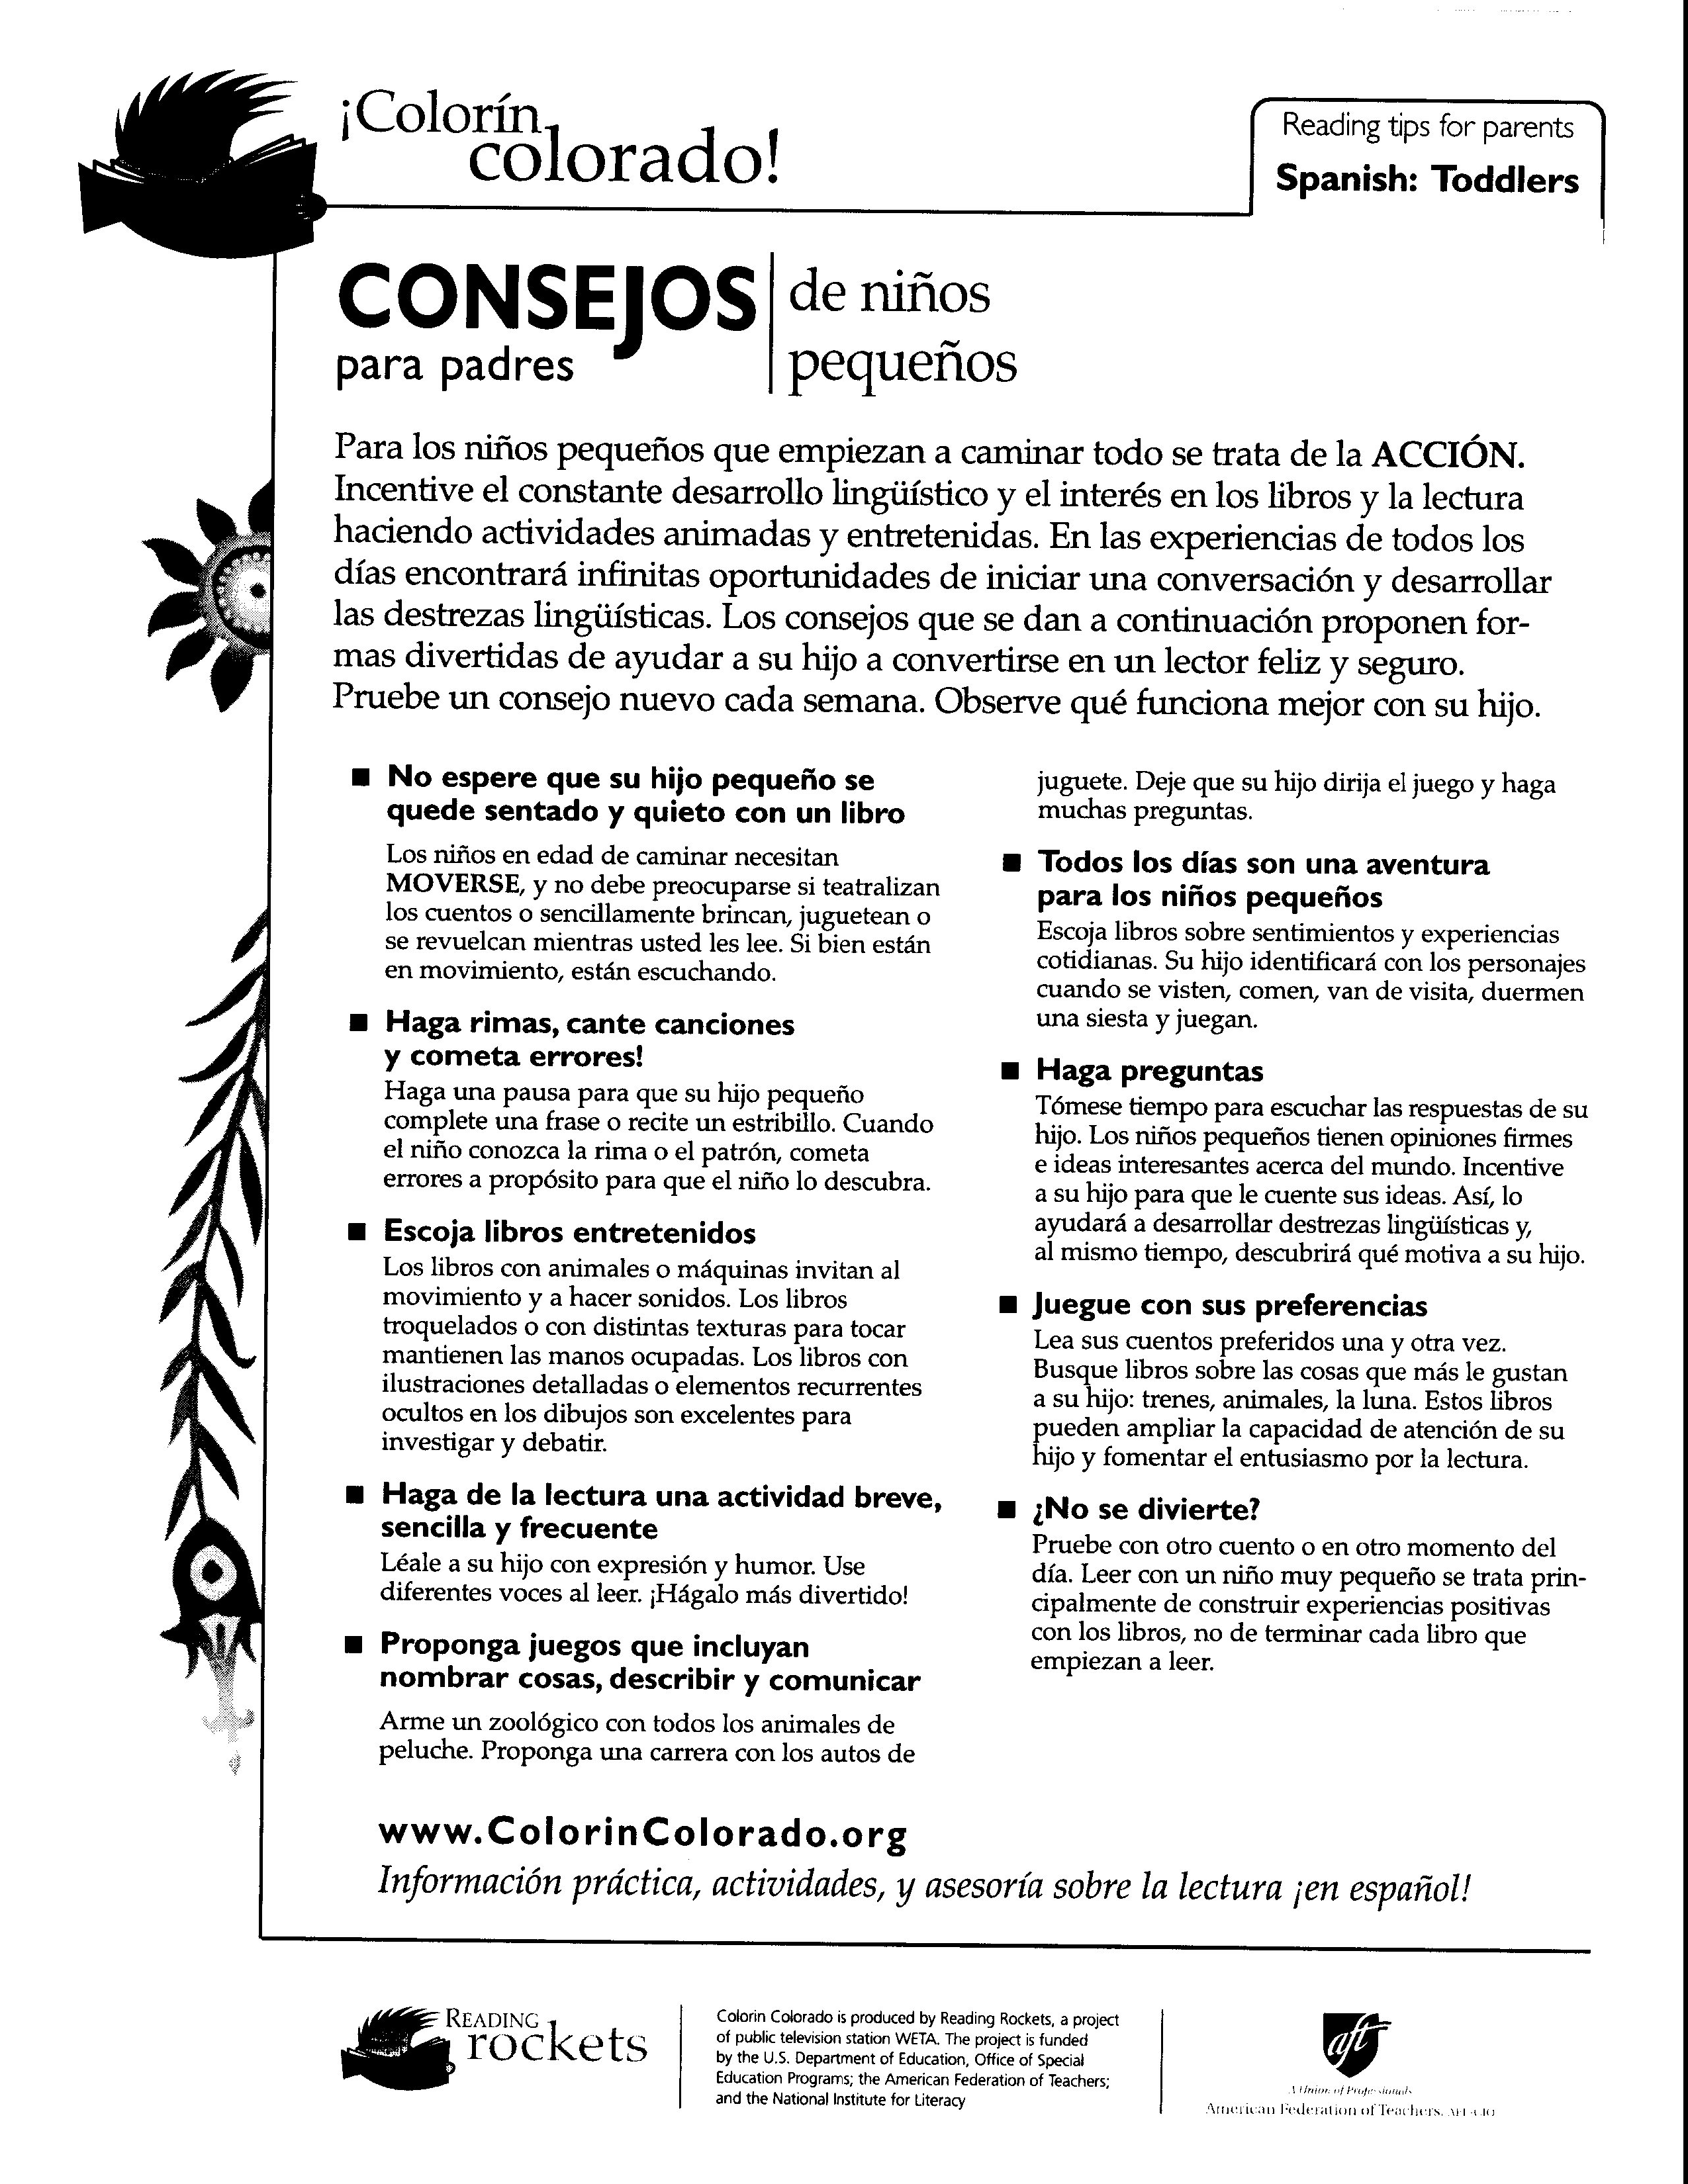 ¡Colorín
colorado!
Reading tips for parents
Spanish: Toddlers
CONSEJOS
para padres
de niños
pequeños
Para los niños pequeños que empiezan a caminar todo se trata de la ACCIÓN.
Incentive el constante desarrollo lingüístico y el interés en los libros y la lectura
haciendo actividades animadas y entretenidas. En las experiencias de todos los
días encontrará infinitas oportunidades de iniciar una conversación y desarrollar
las destrezas lingüísticas. Los consejos que se dan a continuación proponen for-
mas divertidas de ayudar a su hijo a convertirse en un lector feliz y seguro.
Pruebe un consejo nuevo cada semana. Observe qué funciona mejor con su hijo.
■ No espere que su hijo pequeño se
quede sentado y quieto con un libro
Los niños en edad de caminar necesitan
MOVERSE, y no debe preocuparse si teatralizan
los cuentos o sencillamente brincan, juguetean o
se revuelcan mientras usted les lee. Si bien están
en movimiento, están escuchando.
■ Haga rimas, cante canciones
y cometa errores!
Haga una pausa para que su hijo pequeño
complete una frase o recite un estribillo. Cuando
el niño conozca la rima o el patrón, cometa
errores a propósito para que el niño lo descubra.
■ Escoja libros entretenidos
Los libros con animales o máquinas invitan al
movimiento y a hacer sonidos. Los libros
troquelados o con distintas texturas para tocar
mantienen las manos ocupadas. Los libros con
ilustraciones detalladas o elementos recurrentes
ocultos en los dibujos son excelentes para
investigar y debatir.
■ Haga de la lectura una actividad breve,
sencilla y frecuente
Léale a su hijo con expresión y humor. Use
diferentes voces al leer. ¡Hágalo más divertido!
■ Proponga juegos que incluyan
nombrar cosas, describir y comunicar
Arme un zoológico con todos los animales de
peluche. Proponga una carrera con los autos de
juguete. Deje que su hijo dirija el juego y haga
muchas preguntas.
■ Todos los días son una aventura
para los niños pequeños
Escoja libros sobre sentimientos y experiencias
cotidianas. Su hijo identificará con los personajes
cuando se visten, comen, van de visita, duermen
una siesta y juegan.
■ Haga preguntas
Tómese tiempo para escuchar las respuestas de su
hijo. Los niños pequeños tienen opiniones firmes
e ideas interesantes acerca del mundo. Incentive
a su hijo para que le cuente sus ideas. Así, lo
ayudará a desarrollar destrezas lingüísticas y,
al mismo tiempo, descubrirá qué motiva a su hijo.
■ Juegue con sus preferencias
Lea sus cuentos preferidos una y otra vez.
Busque libros sobre las cosas que más le gustan
a su hijo: trenes, animales, la luna. Estos libros
pueden ampliar la capacidad de atención de su
hijo y fomentar el entusiasmo por la lectura.
■ ¿No se divierte?
Pruebe con otro cuento o en otro momento del
día. Leer con un niño muy pequeño se trata prin-
cipalmente de construir experiencias positivas
con los libros, no de terminar cada libro que
empiezan a leer.
www.ColorinColorado.org
Información práctica, actividades, y asesoría sobre la lectura ¡en español!
READING
rockets
Colorin Colorado is produced by Reading Rockets, a project
of public television station WETA. The project is funded
by the U.S. Department of Education, Office of Special
Education Programs; the American Federation of Teachers;
and the National Institute for Literacy
aft
A Union of Professionals
American Federation of Teachers, AFL-CIO